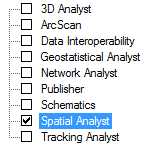 3D Analyst
ArcScan
Data Interoperability
Geostatistical Analyst
Network Analyst
Publisher
Schematics
Spatial Analyst
Tracking Analyst